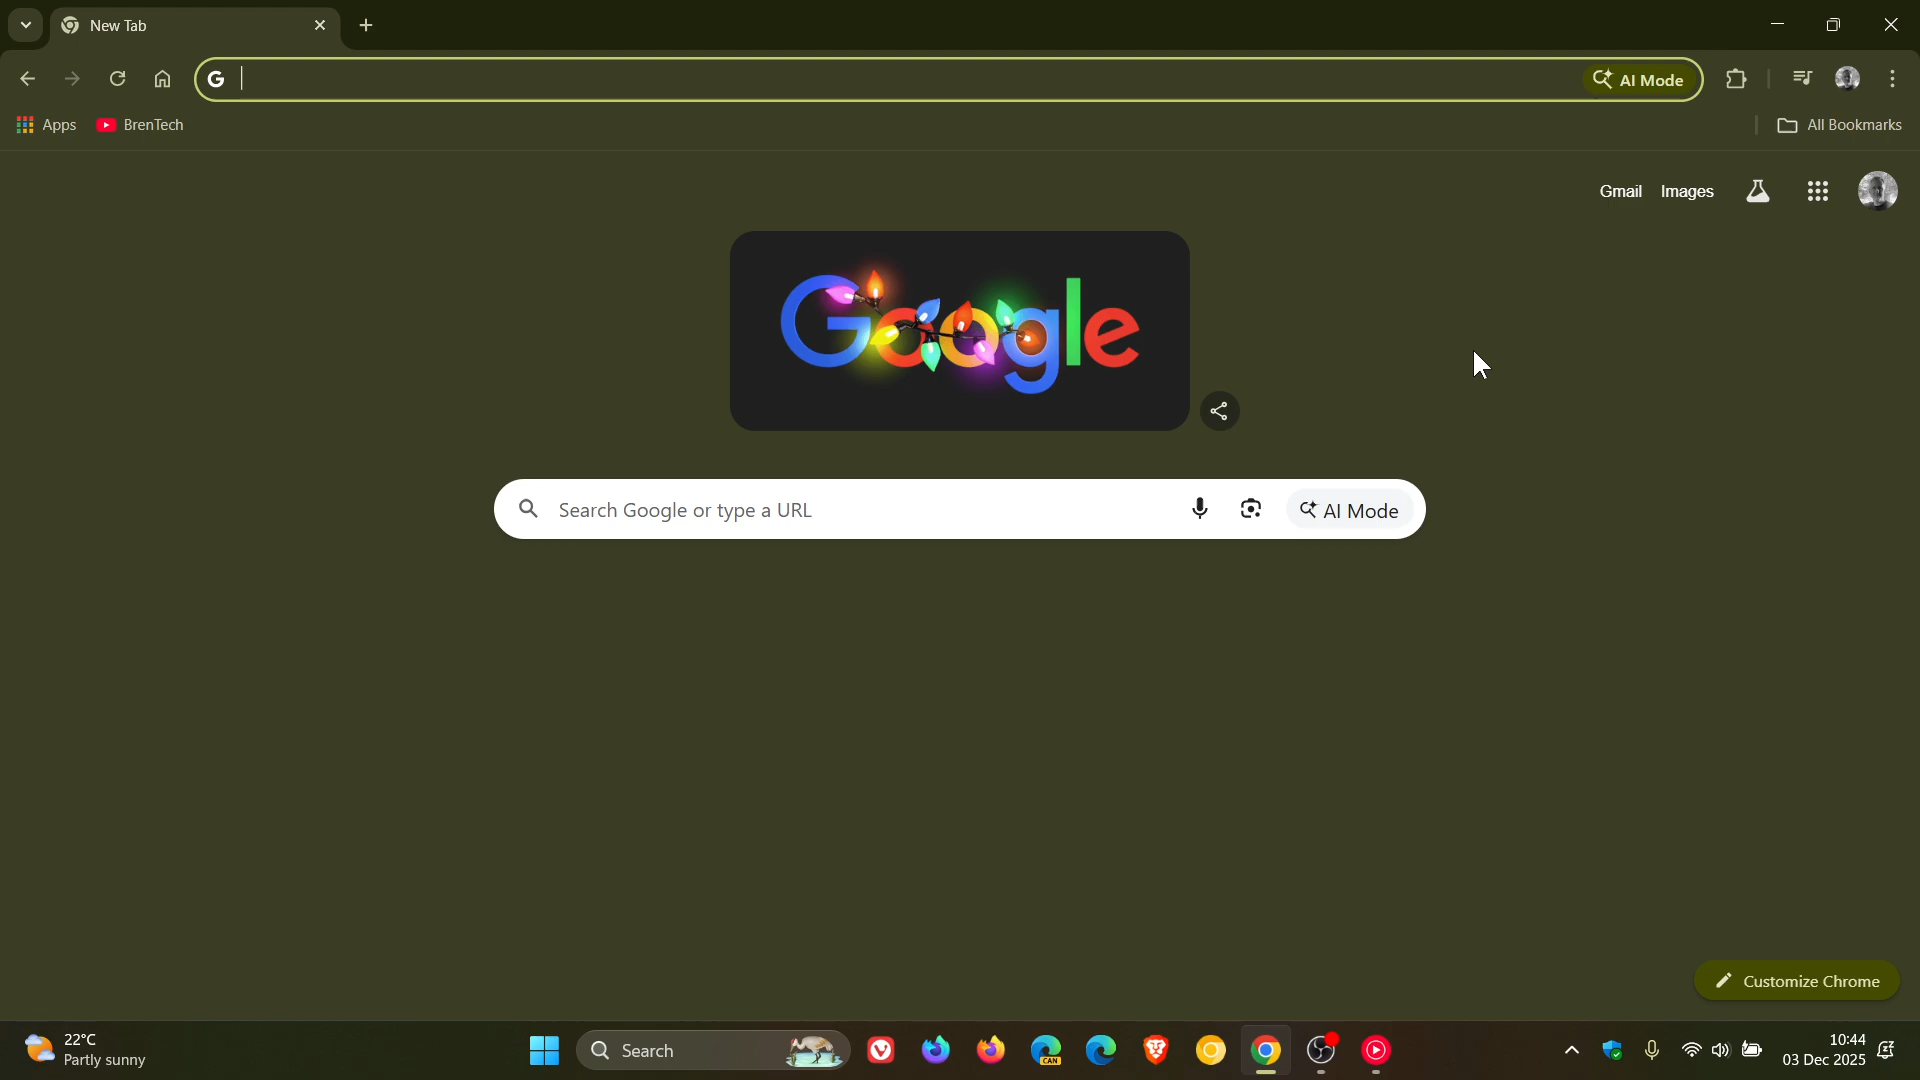 New Tab
AI Mode
Apps
BrenTech
All Bookmarks
Gmail
Images
Google
Search Google or type a URL
AI Mode
Customize Chrome
22°C
Partly sunny
Search
CAN
10:44
03 Dec 2025